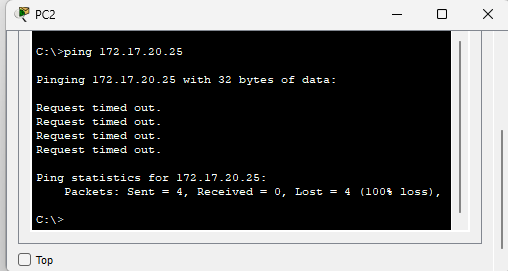 PC2
C:\>ping 172.17.20.25
Pinging 172.17.20.25 with 32 bytes of data:
Request timed out.
Request timed out.
Request timed out.
Request timed out.
Ping statistics for 172.17.20.25:
Packets: Sent = 4, Received = 0, Lost = 4 (100% loss),
C:\>
Top